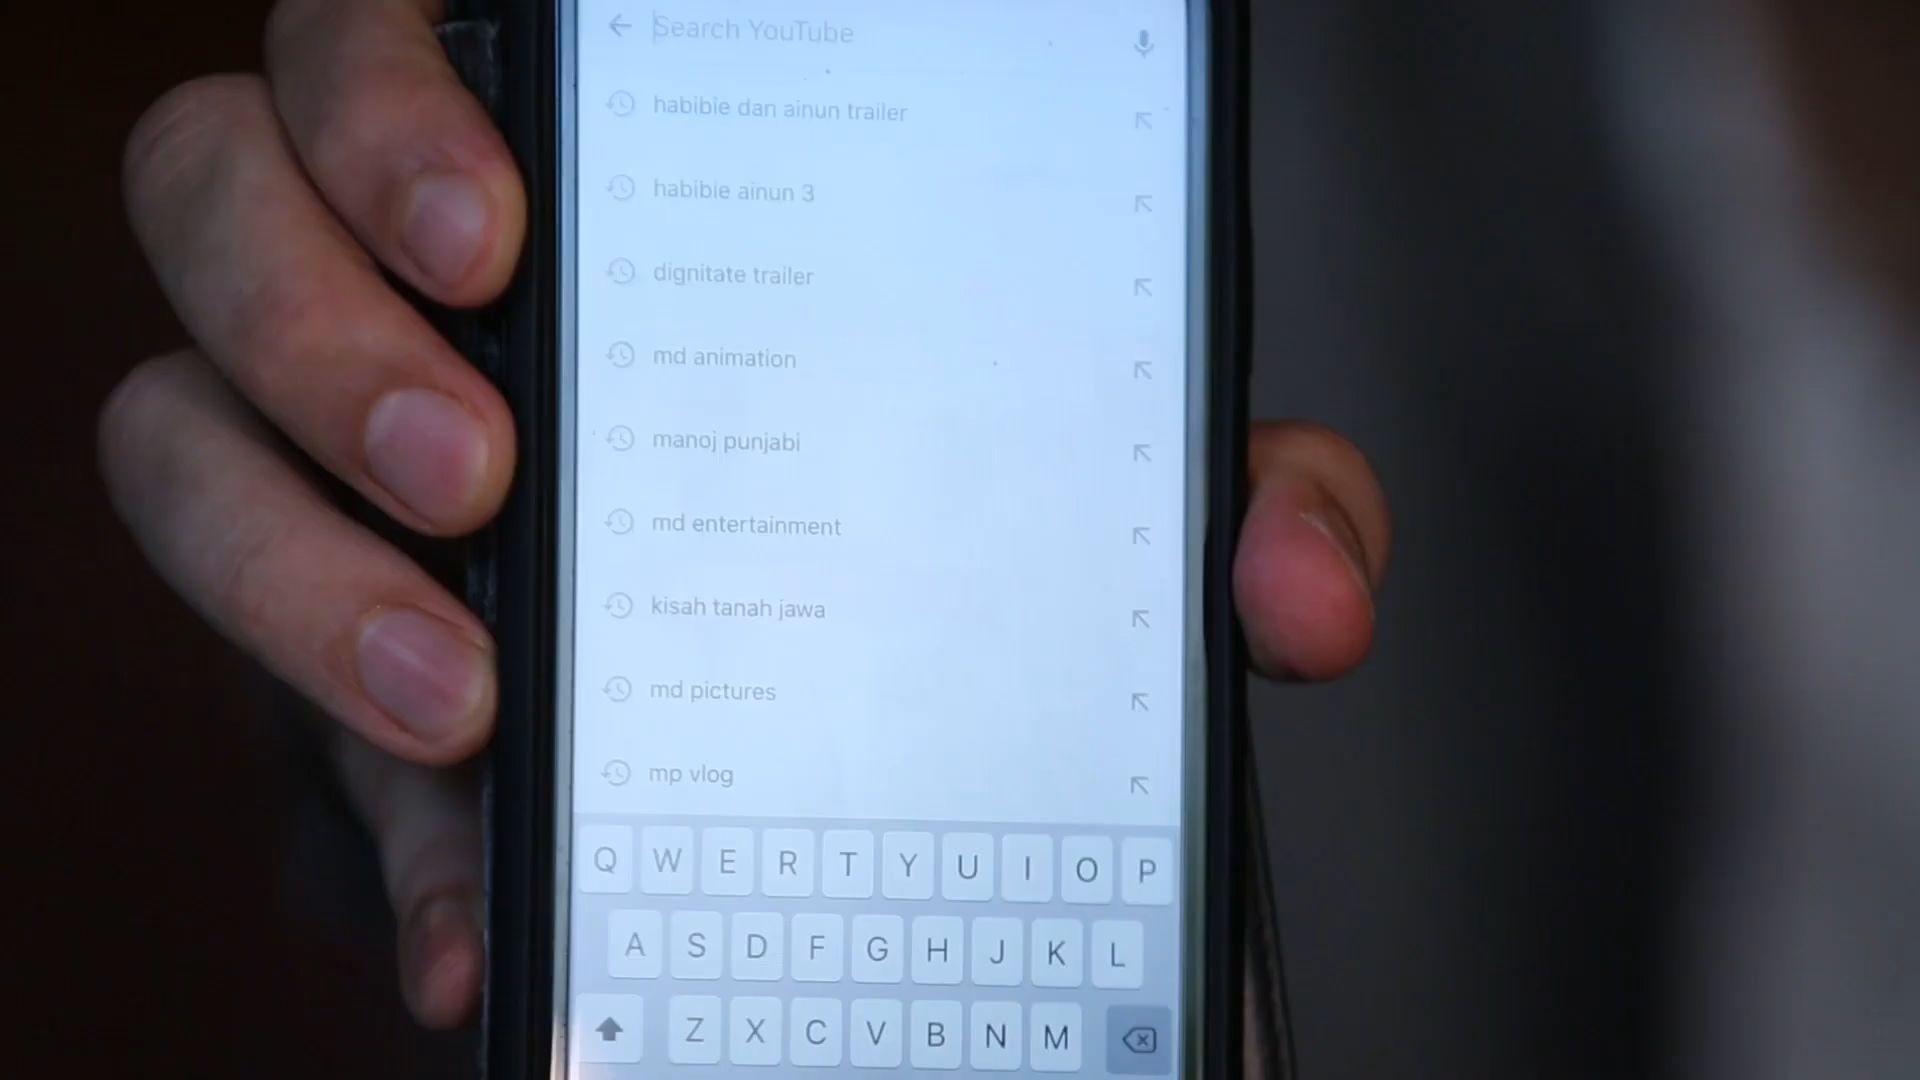 Search YouTube
habibie dan ainun trailer
habibie ainun 3
dignitate trailer
md animation
manoj punjabi
md entertainment
kisah tanah jawa
md pictures
mp vlog
Q W E R T Y U I O P
A S D F G H J K L
Z X C V B N M